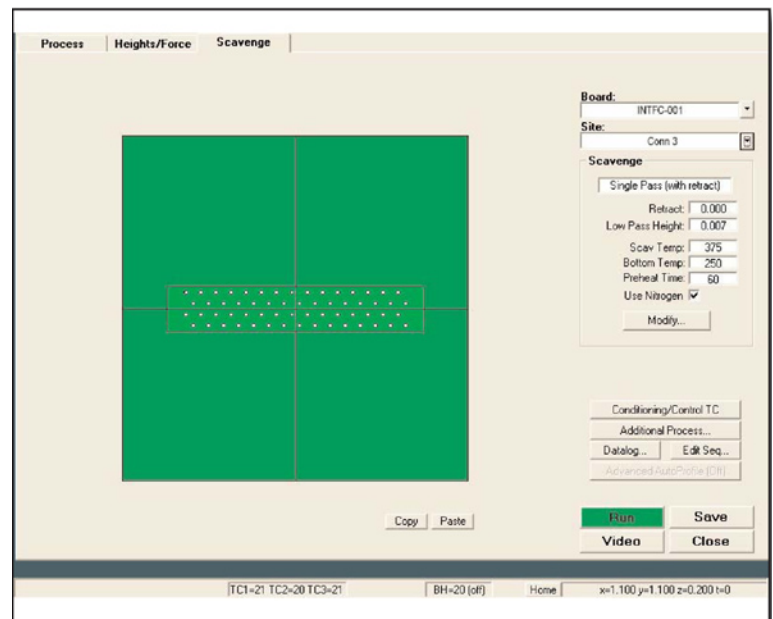 Process Heights/Force Scavenge
Board:
INTFC-001
Site:
Conn 3
Scavenge
Single Pass (with retract)
Retract: 0.000
Low Pass Height: 0.007
Scav Temp: 375
Bottom Temp: 250
Preheat Time: 60
Use Nitrogen
Modify...
Conditioning/Control TC
Additional Process...
Datalog... Edit Seq...
Advanced AutoProfile (Off)
Copy Paste
Run Save
Video Close
TC1=21 TC2=20 TC3=21 BH=20 (off) Home x=1.100 y=1.100 z=0.200 t=0